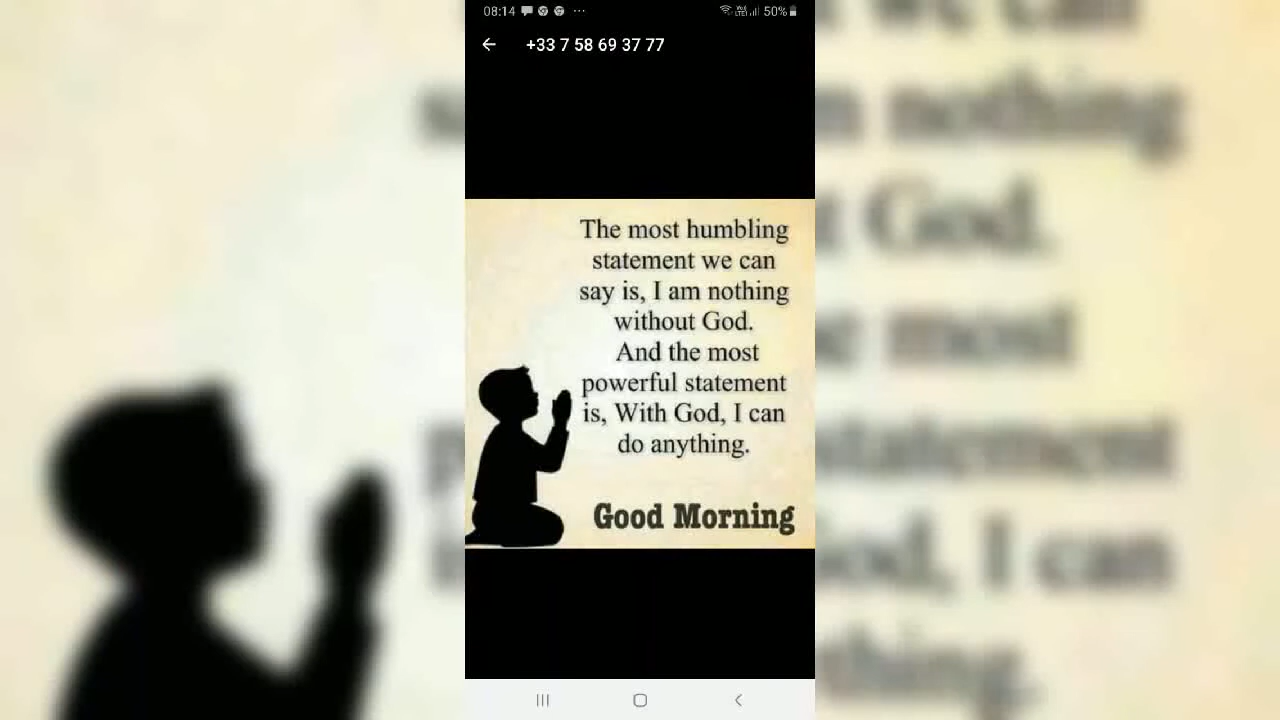 08:14 50%
+33 7 58 69 37 77
The most humbling
statement we can
say is, I am nothing
without God.
And the most
powerful statement
is, With God, I can
do anything.
Good Morning